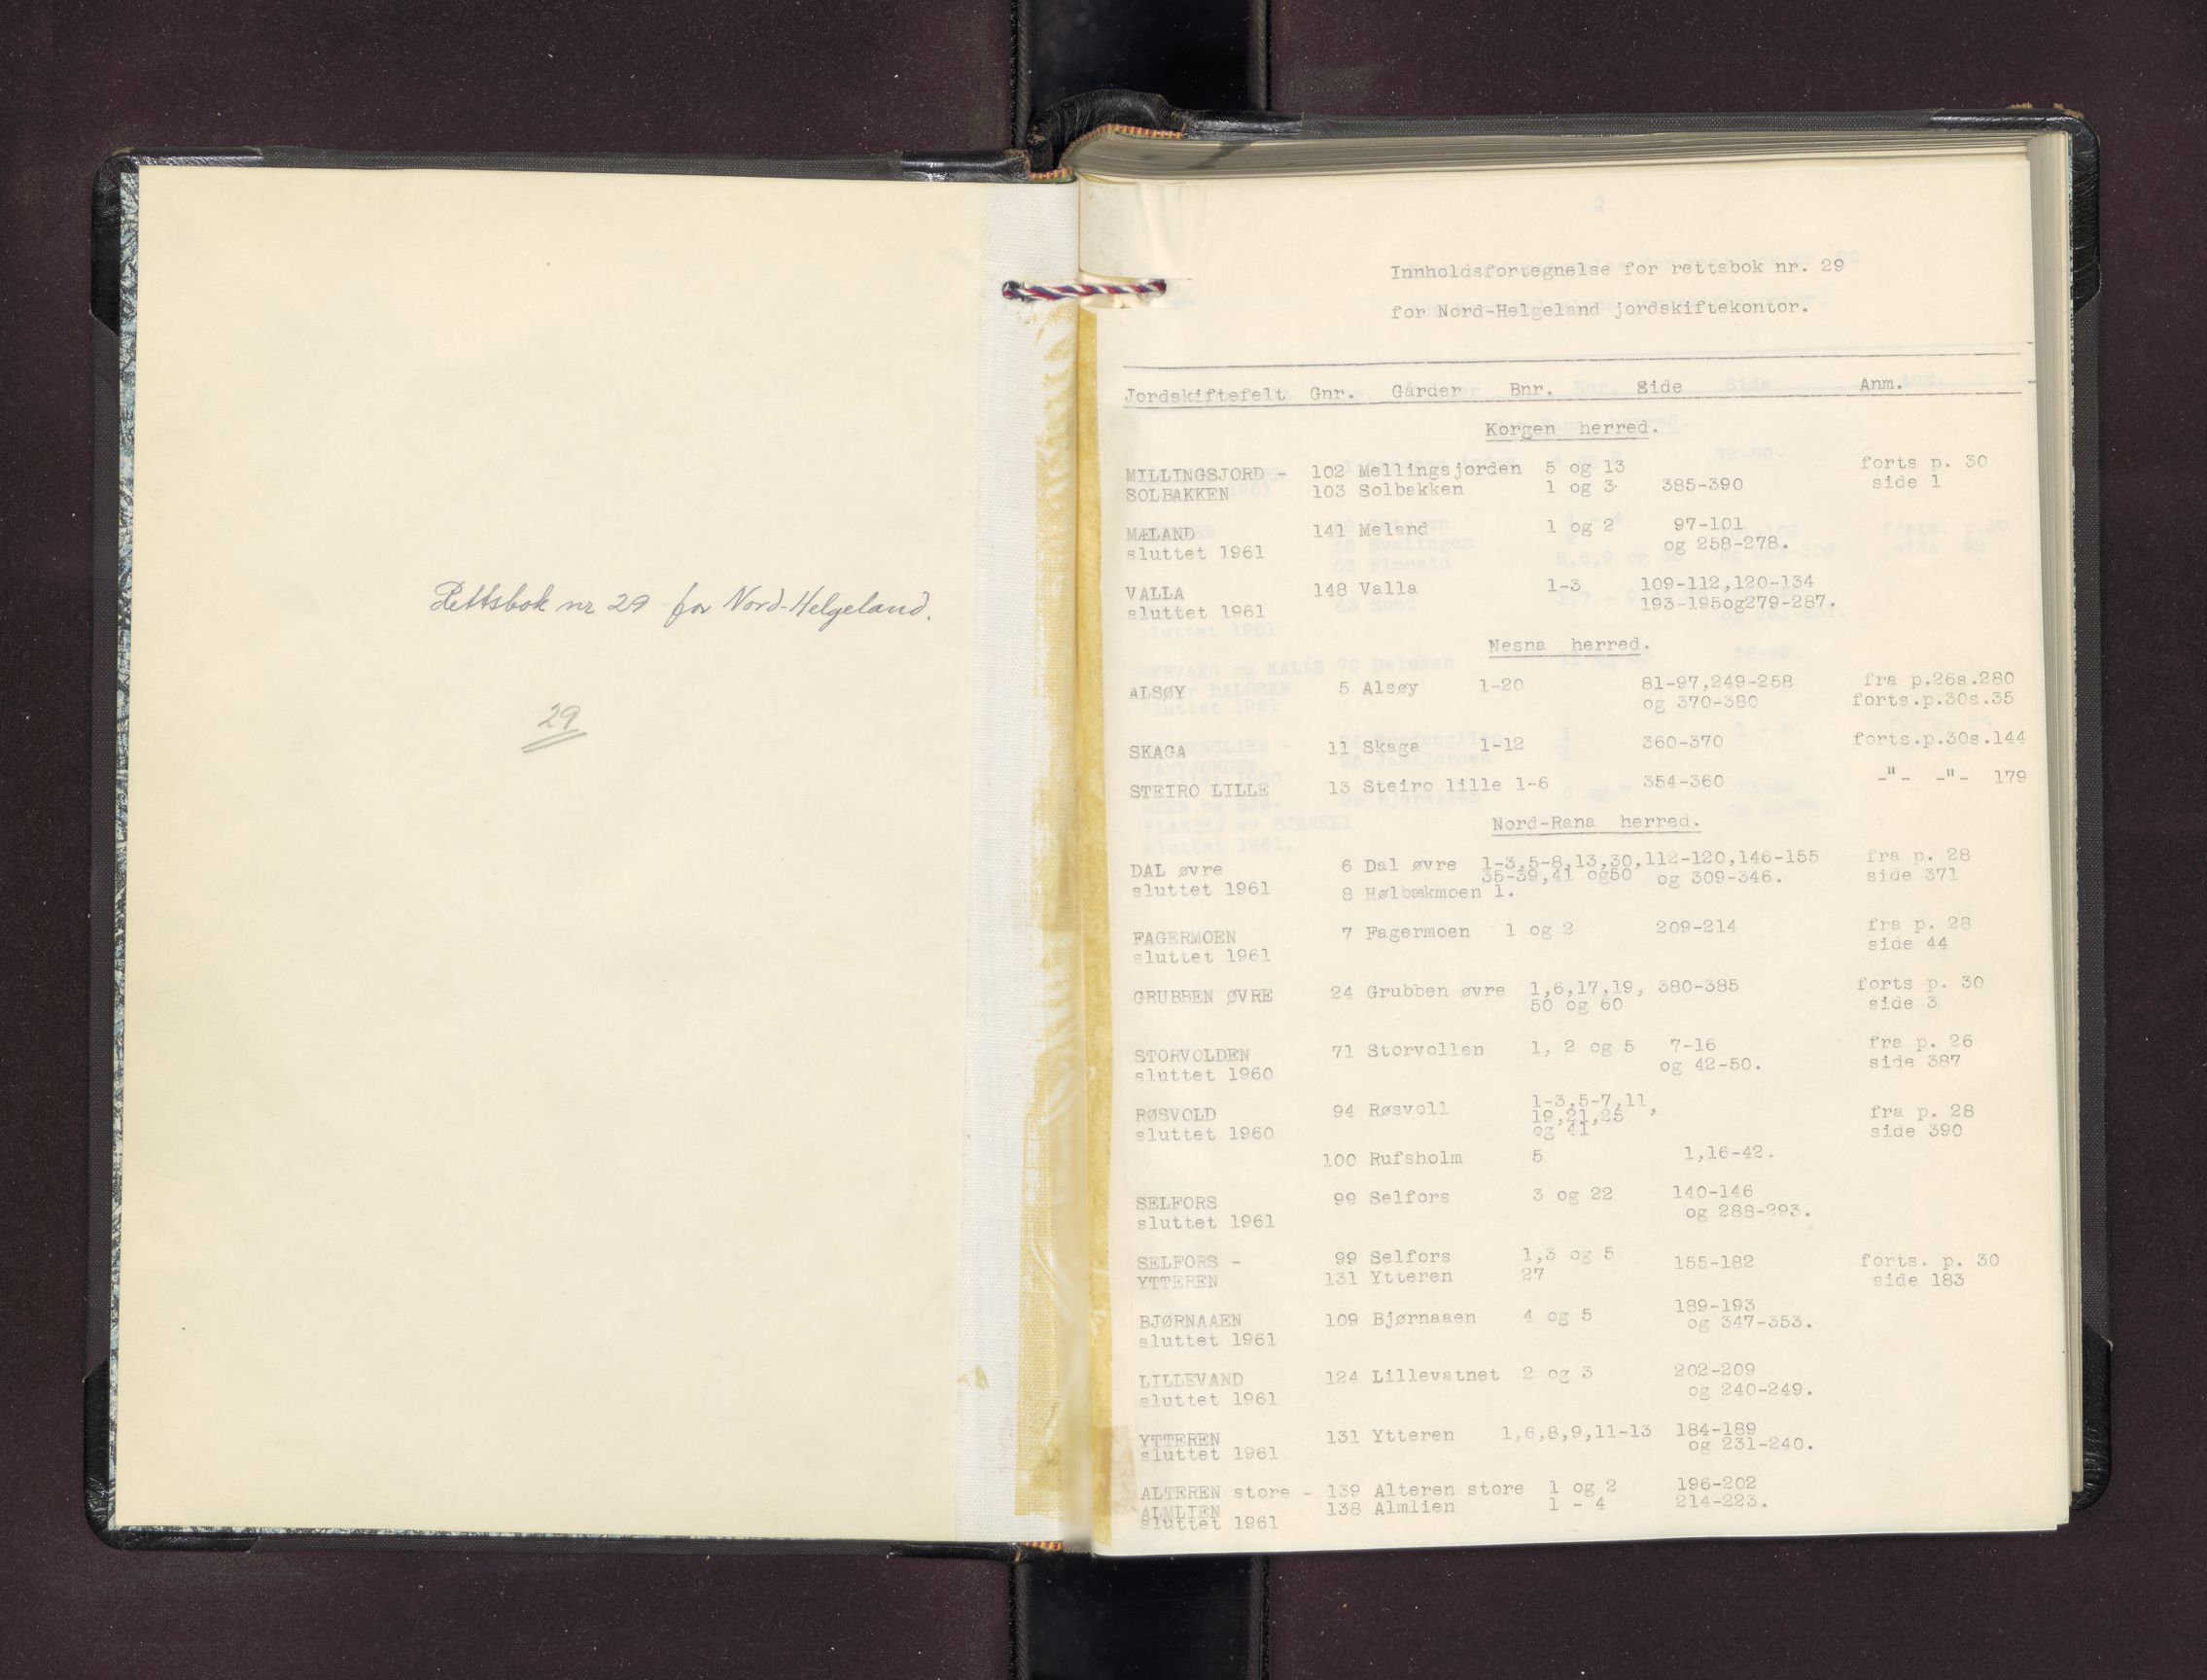 Rettsbok nr 29 for Nord-Helgeland.
29
Innholdsfortegnelse for rettsbok nr. 29
for Nord-Helgeland jordskiftekontor.
Jordskiftefelt Gnr. Gårder Bnr. Side Anm.
Korgen herred.
MILLINGSJORD - 102 Mellingsjorden 5 og 13 forts p. 30
SOLBAKKEN 103 Solbakken 1 og 3 385-390 side 1
MÆLAND 141 Meland 1 og 2 97-101
sluttet 1961 og 258-278.
VALLA 148 Valla 1-3 109-112,120-134
sluttet 1961 193-195og279-287.
Nesna herred.
ALSØY 5 Alsøy 1-20 81-97,249-258 fra p.26s.280
og 370-380 forts.p.30s.35
SKAGA 11 Skaga 1-12 360-370 forts.p.30s.144
STEIRO LILLE 13 Steiro lille 1-6 354-360 -"- -"- 179
Nord-Rana herred.
DAL øvre 6 Dal øvre 1-3,5-8,13,30,112-120,146-155 fra p. 28
35-39,41 og50 og 309-346. side 371
sluttet 1961 8 Hølbækmoen 1.
FAGERMOEN 7 Fagermoen 1 og 2 209-214 fra p. 28
sluttet 1961 side 44
GRUBBEN ØVRE 24 Grubben øvre 1,6,17,19, 380-385 forts p. 30
50 og 60 side 3
STORVOLDEN 71 Storvollen 1, 2 og 5 7-16 fra p. 26
sluttet 1960 og 42-50. side 387
RØSVOLD 94 Røsvoll 1-3,5-7,11, fra p. 28
19,21,25
sluttet 1960 og 41 side 390
100 Rufsholm 5 1,16-42.
SELFORS 99 Selfors 3 og 22 140-146
sluttet 1961 og 288-293.
SELFORS - 99 Selfors 1,3 og 5 155-182 forts. p. 30
YTTEREN 131 Ytteren 27 side 183
BJØRNAAEN 109 Bjørnaaen 4 og 5 189-193
sluttet 1961 og 347-353.
LILLEVAND 124 Lillevatnet 2 og 3 202-209
sluttet 1961 og 240-249.
YTTEREN 131 Ytteren 1,6,8,9,11-13 184-189
sluttet 1961 og 231-240.
ALTEREN store - 139 Alteren store 1 og 2 196-202
ALMLIEN 138 Almlien 1 - 4 214-223.
sluttet 1961